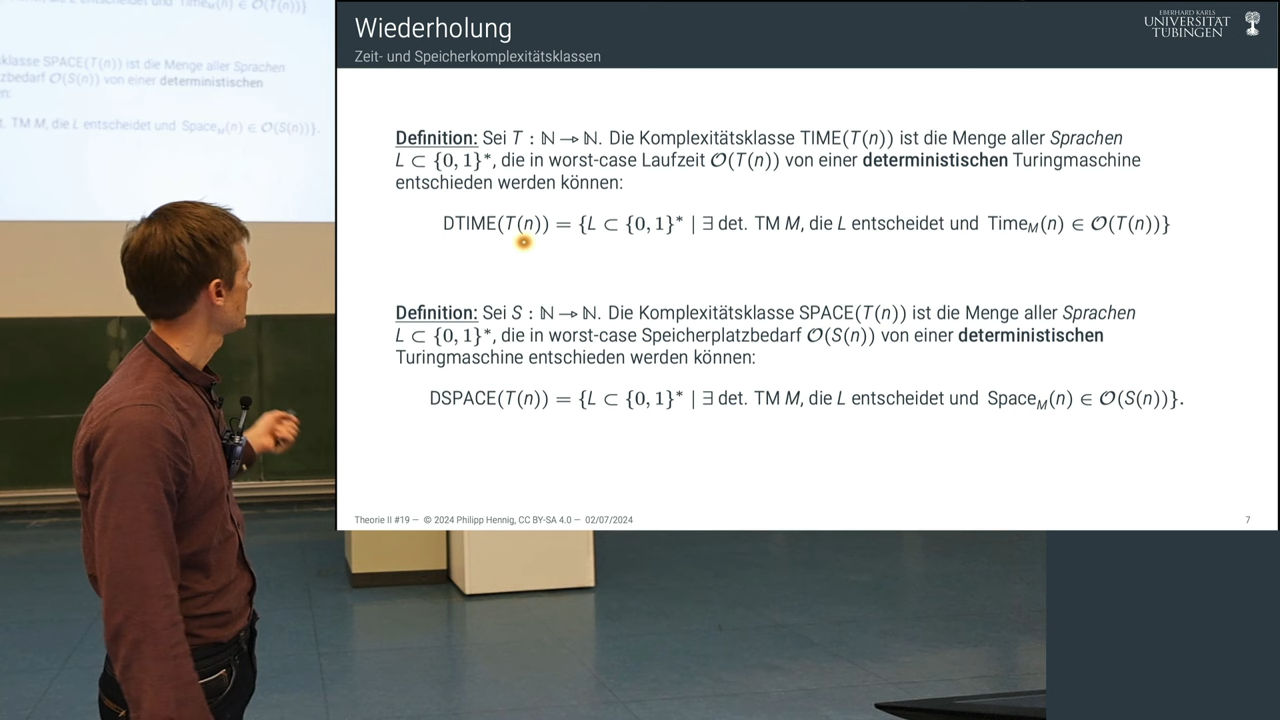 Time_M(n) ∈ O(T(n))}
klasse SPACE(T(n)) ist die Menge aller Sprachen
zbedarf O(S(n)) von einer deterministischen
en:
t. TM M, die L entscheidet und Space_M(n) ∈ O(S(n))}.
Wiederholung
Zeit- und Speicherkomplexitätsklassen
EBERHARD KARLS
UNIVERSITÄT
TÜBINGEN
Definition: Sei T : ℕ → ℕ. Die Komplexitätsklasse TIME(T(n)) ist die Menge aller Sprachen
L ⊂ {0, 1}*, die in worst-case Laufzeit O(T(n)) von einer deterministischen Turingmaschine
entschieden werden können:
DTIME(T(n)) = {L ⊂ {0, 1}* | ∃ det. TM M, die L entscheidet und Time_M(n) ∈ O(T(n))}
Definition: Sei S : ℕ → ℕ. Die Komplexitätsklasse SPACE(T(n)) ist die Menge aller Sprachen
L ⊂ {0, 1}*, die in worst-case Speicherplatzbedarf O(S(n)) von einer deterministischen
Turingmaschine entschieden werden können:
DSPACE(T(n)) = {L ⊂ {0, 1}* | ∃ det. TM M, die L entscheidet und Space_M(n) ∈ O(S(n))}.
Theorie II #19 — © 2024 Philipp Hennig, CC BY-SA 4.0 — 02/07/2024
7